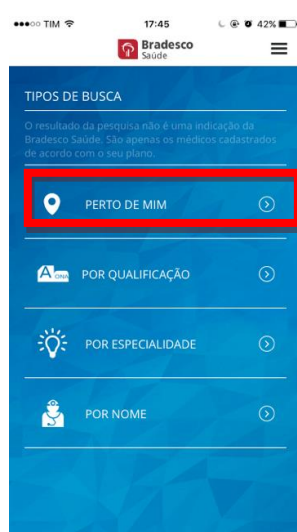 TIM 17:45 42%
Bradesco
Saúde
TIPOS DE BUSCA
O resultado da pesquisa não é uma indicação da
Bradesco Saúde. São apenas os médicos cadastrados
de acordo com o seu plano.
PERTO DE MIM
A ONA POR QUALIFICAÇÃO
POR ESPECIALIDADE
POR NOME